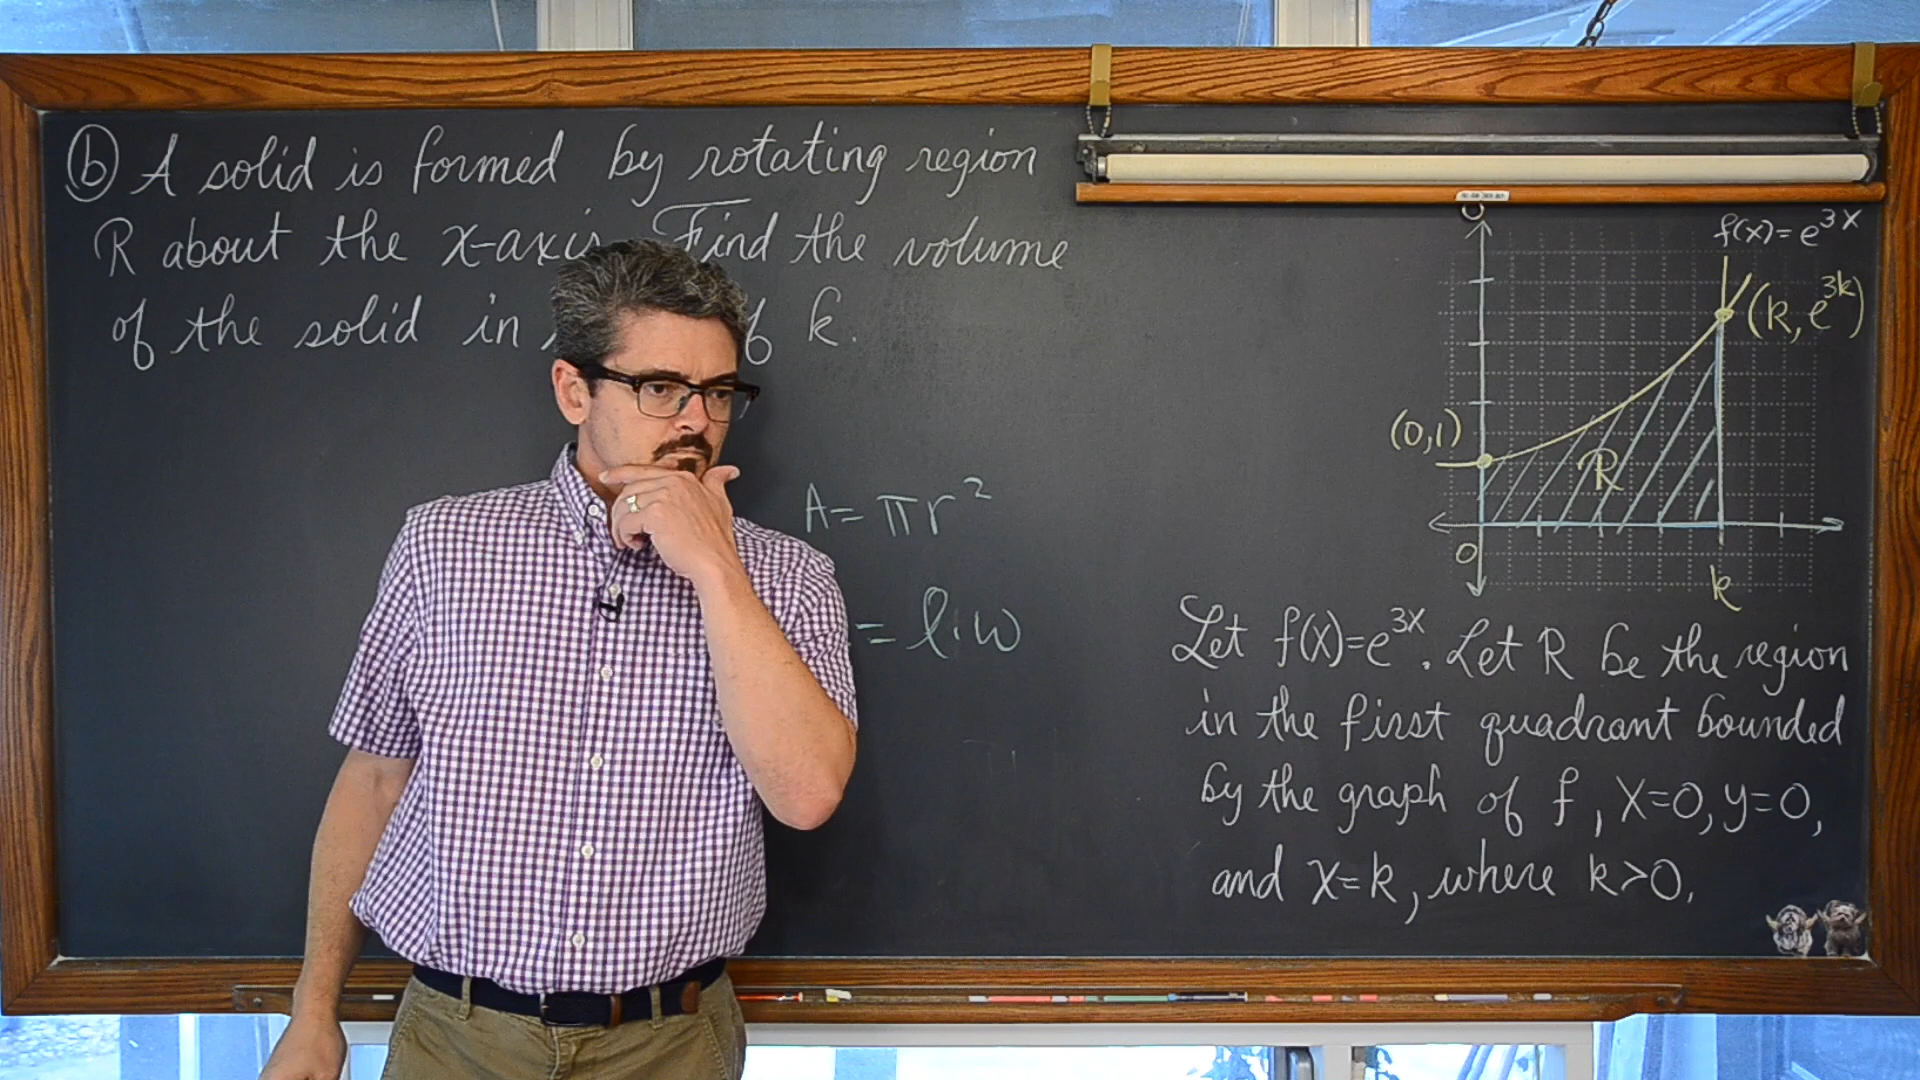 ⓑ A solid is formed by rotating region
R about the x-axis. Find the volume
of the solid in of k.
A = πr²
= l·w
f(x) = e^{3x}
(k, e^{3k})
(0,1)
R
0
k
Let f(x)=e^{3x}. Let R be the region
in the first quadrant bounded
by the graph of f, x=0, y=0,
and x=k, where k>0.